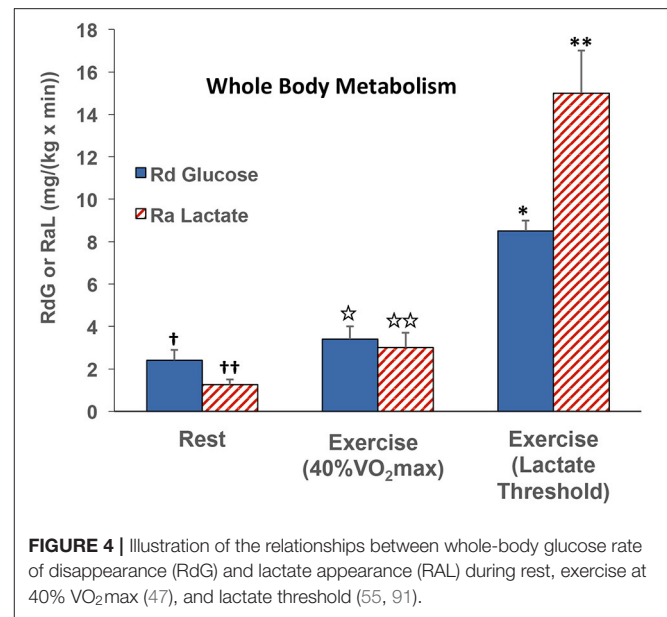 Whole Body Metabolism
RdG or RaL (mg/(kg x min))
18
16
14
12
10
8
6
4
2
0
Rd Glucose
Ra Lactate
†
††
☆
☆☆
*
**
Rest
Exercise
(40%VO₂max)
Exercise
(Lactate
Threshold)
FIGURE 4 | Illustration of the relationships between whole-body glucose rate
of disappearance (RdG) and lactate appearance (RAL) during rest, exercise at
40% VO₂max (47), and lactate threshold (55, 91).